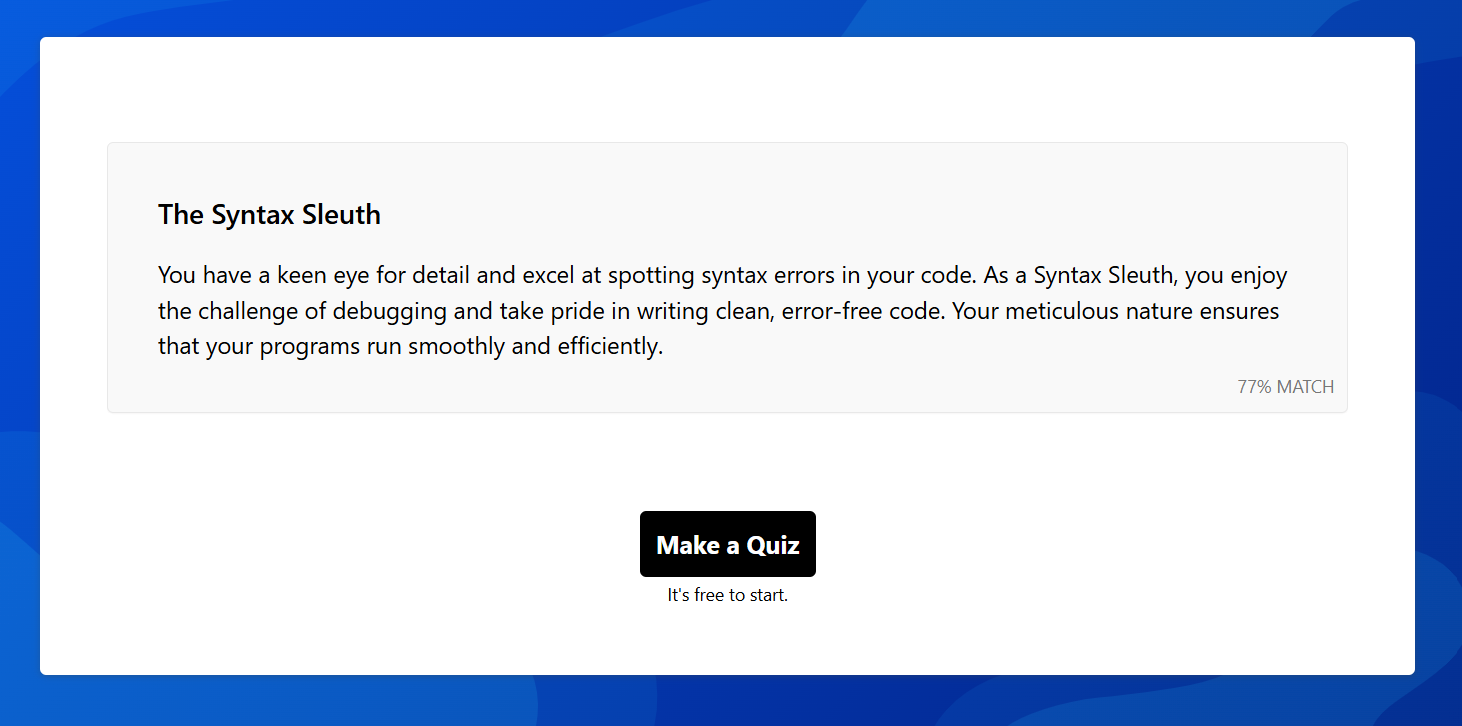 The Syntax Sleuth
You have a keen eye for detail and excel at spotting syntax errors in your code. As a Syntax Sleuth, you enjoy
the challenge of debugging and take pride in writing clean, error-free code. Your meticulous nature ensures
that your programs run smoothly and efficiently.
77% MATCH
Make a Quiz
It's free to start.